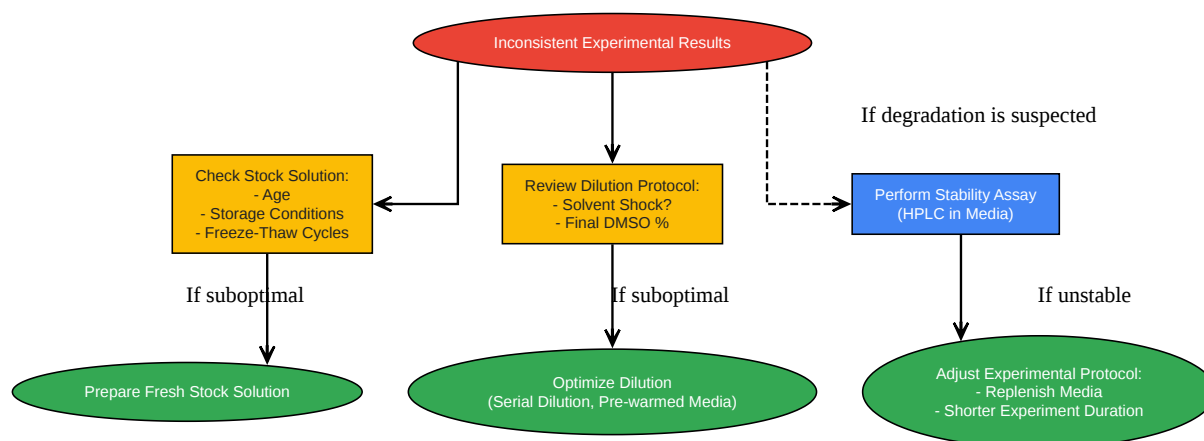 Inconsistent Experimental Results
If degradation is suspected
Check Stock Solution:
- Age
- Storage Conditions
- Freeze-Thaw Cycles
Review Dilution Protocol:
- Solvent Shock?
- Final DMSO %
Perform Stability Assay
(HPLC in Media)
If suboptimal
If suboptimal
If unstable
Prepare Fresh Stock Solution
Optimize Dilution
(Serial Dilution, Pre-warmed Media)
Adjust Experimental Protocol:
- Replenish Media
- Shorter Experiment Duration